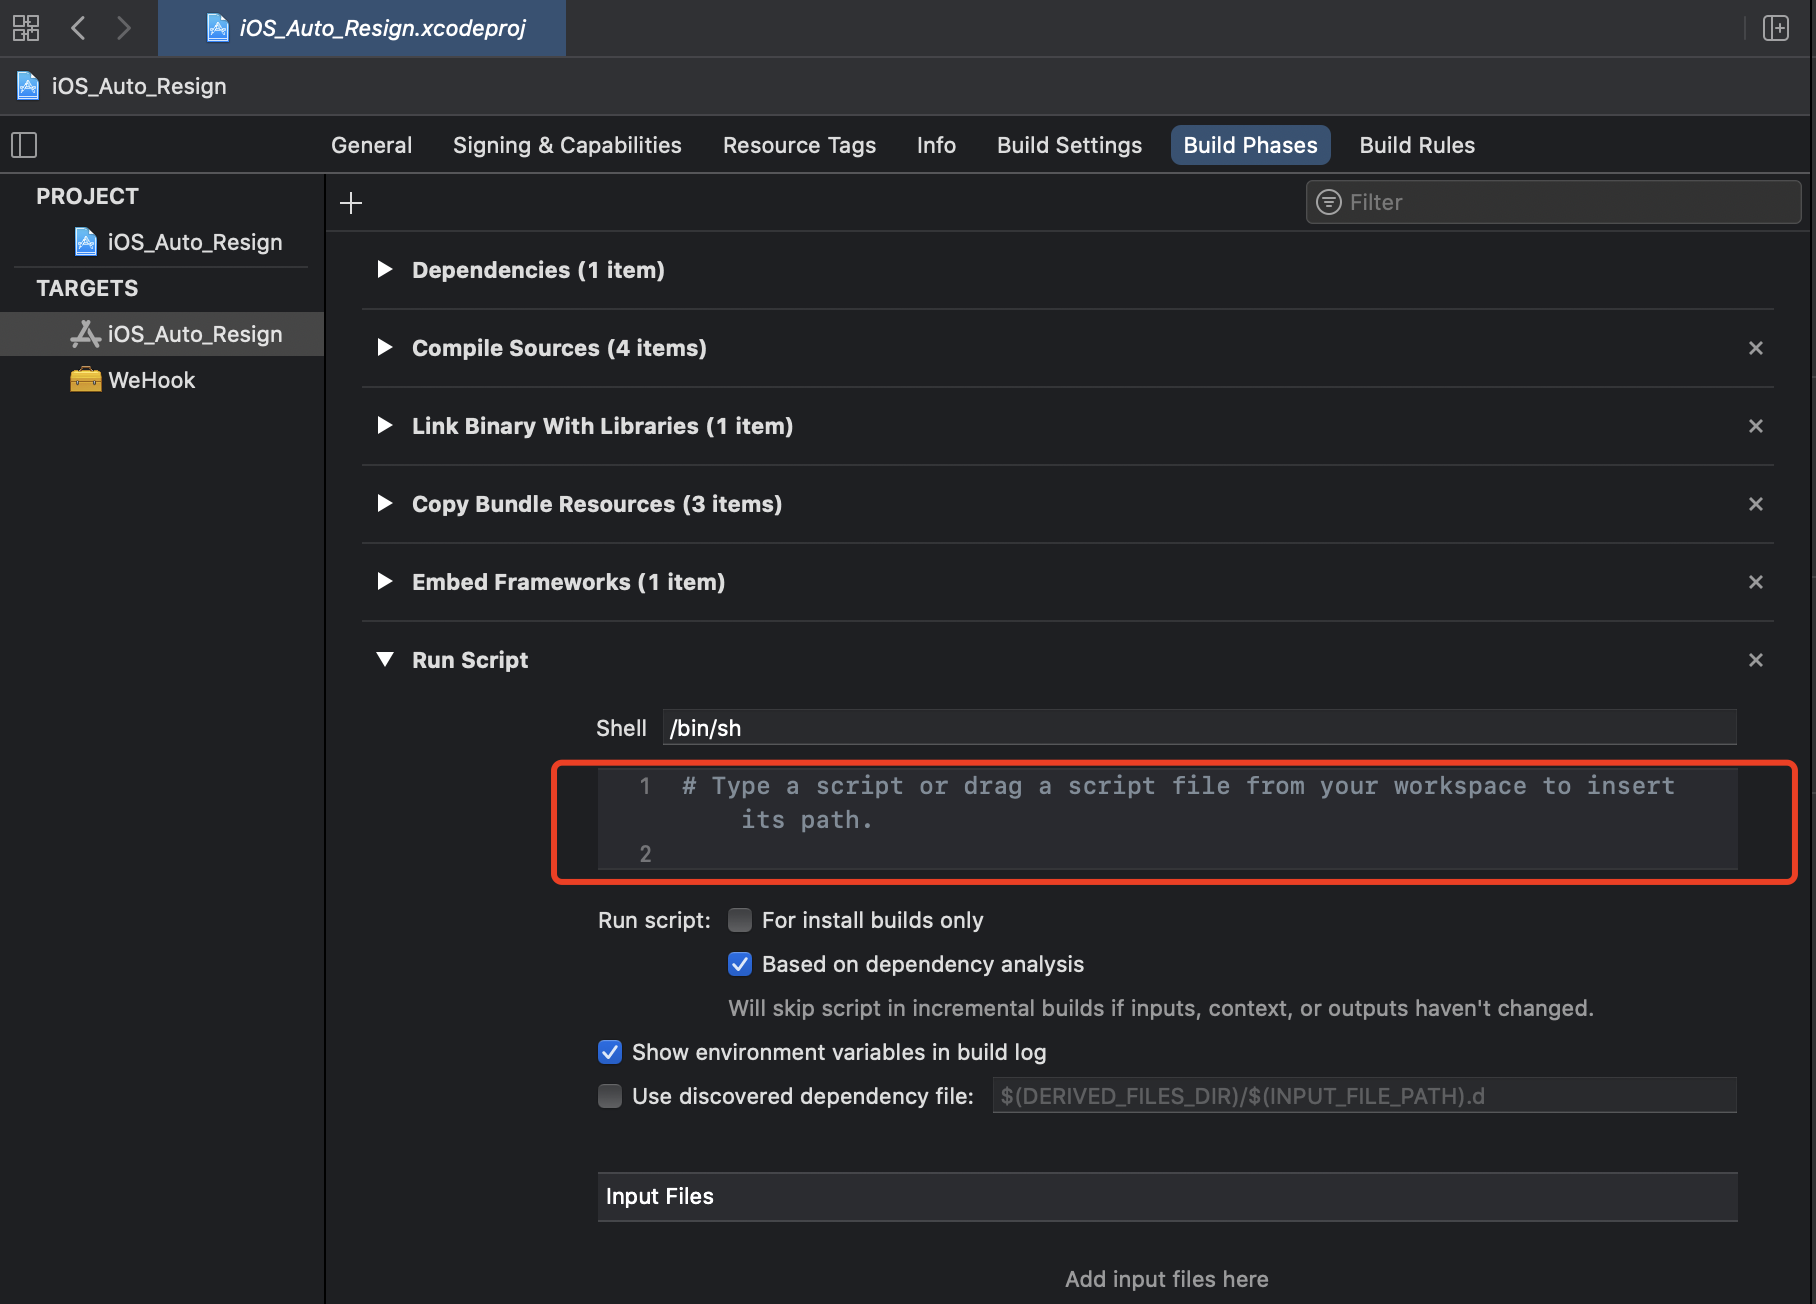 iOS_Auto_Resign.xcodeproj
iOS_Auto_Resign
General Signing & Capabilities Resource Tags Info Build Settings Build Phases Build Rules
PROJECT
iOS_Auto_Resign
TARGETS
iOS_Auto_Resign
WeHook
Filter
Dependencies (1 item)
Compile Sources (4 items)
Link Binary With Libraries (1 item)
Copy Bundle Resources (3 items)
Embed Frameworks (1 item)
Run Script
Shell /bin/sh
1 # Type a script or drag a script file from your workspace to insert
its path.
2
Run script: For install builds only
Based on dependency analysis
Will skip script in incremental builds if inputs, context, or outputs haven't changed.
Show environment variables in build log
Use discovered dependency file: $(DERIVED_FILES_DIR)/$(INPUT_FILE_PATH).d
Input Files
Add input files here